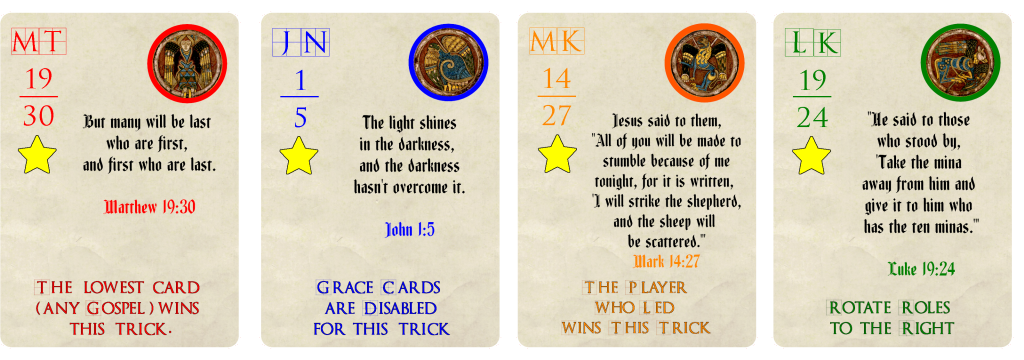 MT
19
30
But many will be last
who are first,
and first who are last.
Matthew 19:30
THE LOWEST CARD
(ANY GOSPEL) WINS
THIS TRICK.
JN
1
5
The light shines
in the darkness,
and the darkness
hasn't overcome it.
John 1:5
GRACE CARDS
ARE DISABLED
FOR THIS TRICK
MK
14
27
Jesus said to them,
"All of you will be made to
stumble because of me
tonight, for it is written,
'I will strike the shepherd,
and the sheep will
be scattered.'"
Mark 14:27
THE PLAYER
WHO LED
WINS THIS TRICK
LK
19
24
"He said to those
who stood by,
'Take the mina
away from him and
give it to him who
has the ten minas.'"
Luke 19:24
ROTATE ROLES
TO THE RIGHT